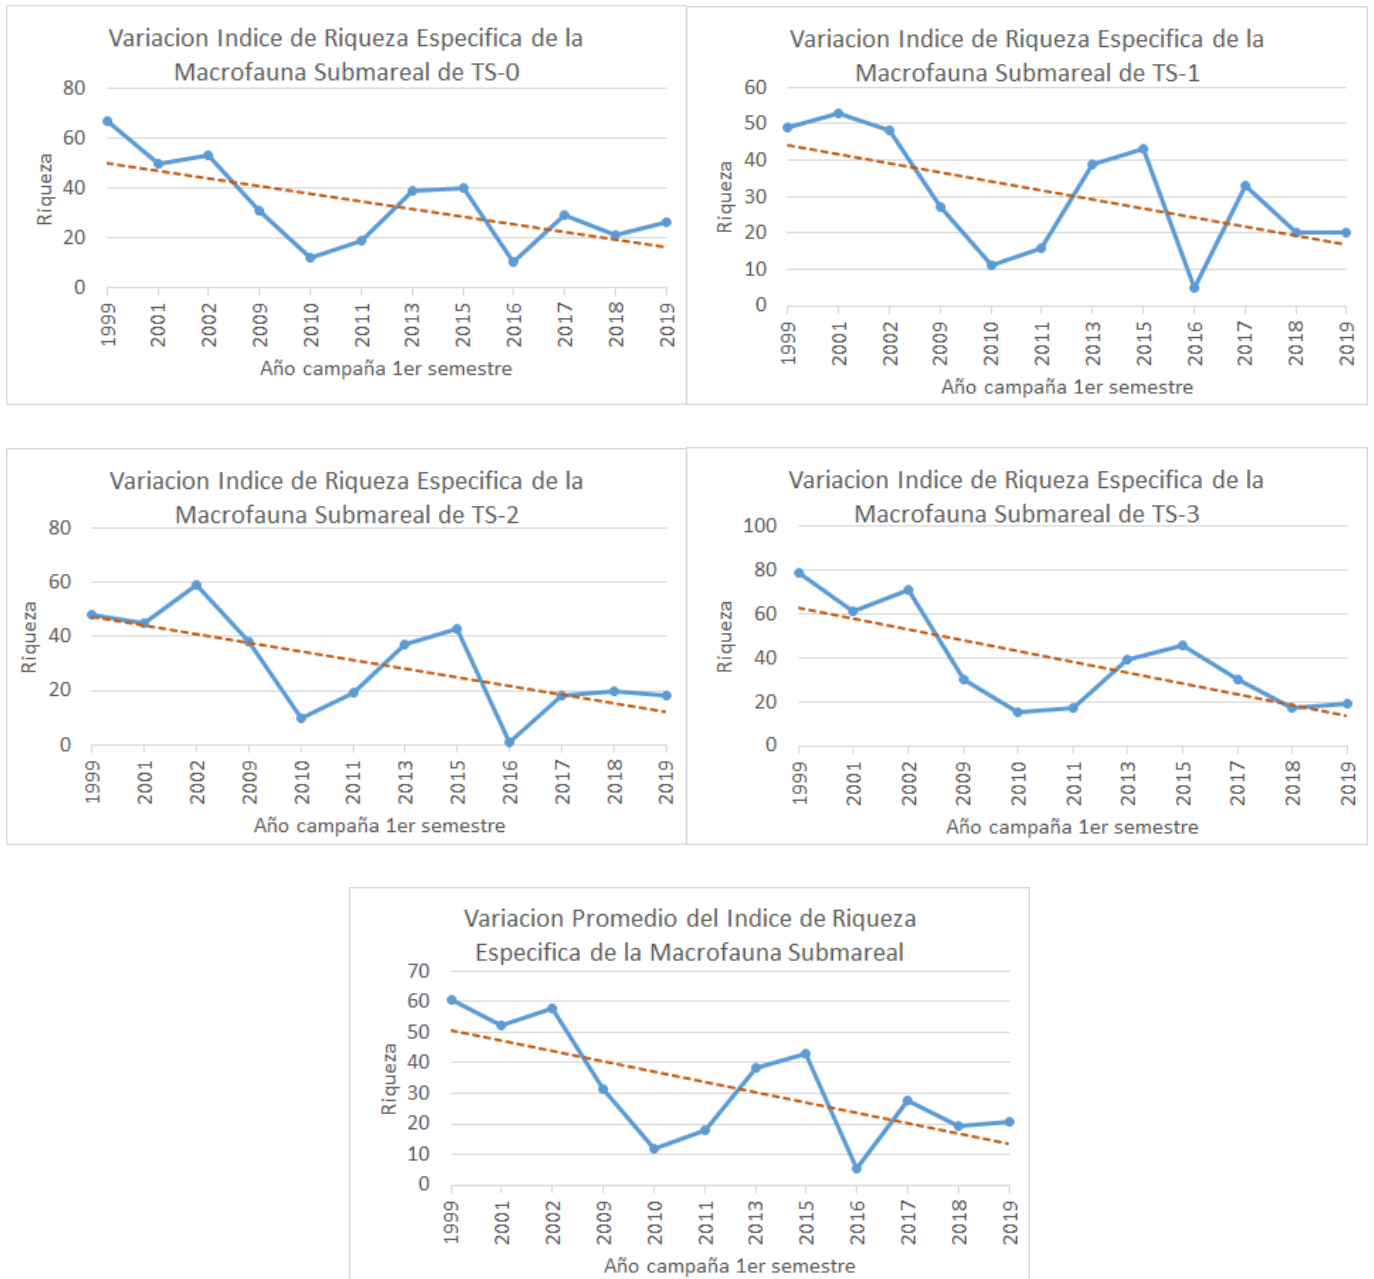 Variacion Indice de Riqueza Especifica de la
Macrofauna Submareal de TS-0
80
60
40
20
0
Riqueza
1999 2001 2002 2009 2010 2011 2013 2015 2016 2017 2018 2019
Año campaña 1er semestre
Variacion Indice de Riqueza Especifica de la
Macrofauna Submareal de TS-1
60
50
40
30
20
10
0
Riqueza
1999 2001 2002 2009 2010 2011 2013 2015 2016 2017 2018 2019
Año campaña 1er semestre
Variacion Indice de Riqueza Especifica de la
Macrofauna Submareal de TS-2
80
60
40
20
0
Riqueza
1999 2001 2002 2009 2010 2011 2013 2015 2016 2017 2018 2019
Año campaña 1er semestre
Variacion Indice de Riqueza Especifica de la
Macrofauna Submareal de TS-3
100
80
60
40
20
0
Riqueza
1999 2001 2002 2009 2010 2011 2013 2015 2017 2018 2019
Año campaña 1er semestre
Variacion Promedio del Indice de Riqueza
Especifica de la Macrofauna Submareal
70
60
50
40
30
20
10
0
Riqueza
1999 2001 2002 2009 2010 2011 2013 2015 2016 2017 2018 2019
Año campaña 1er semestre